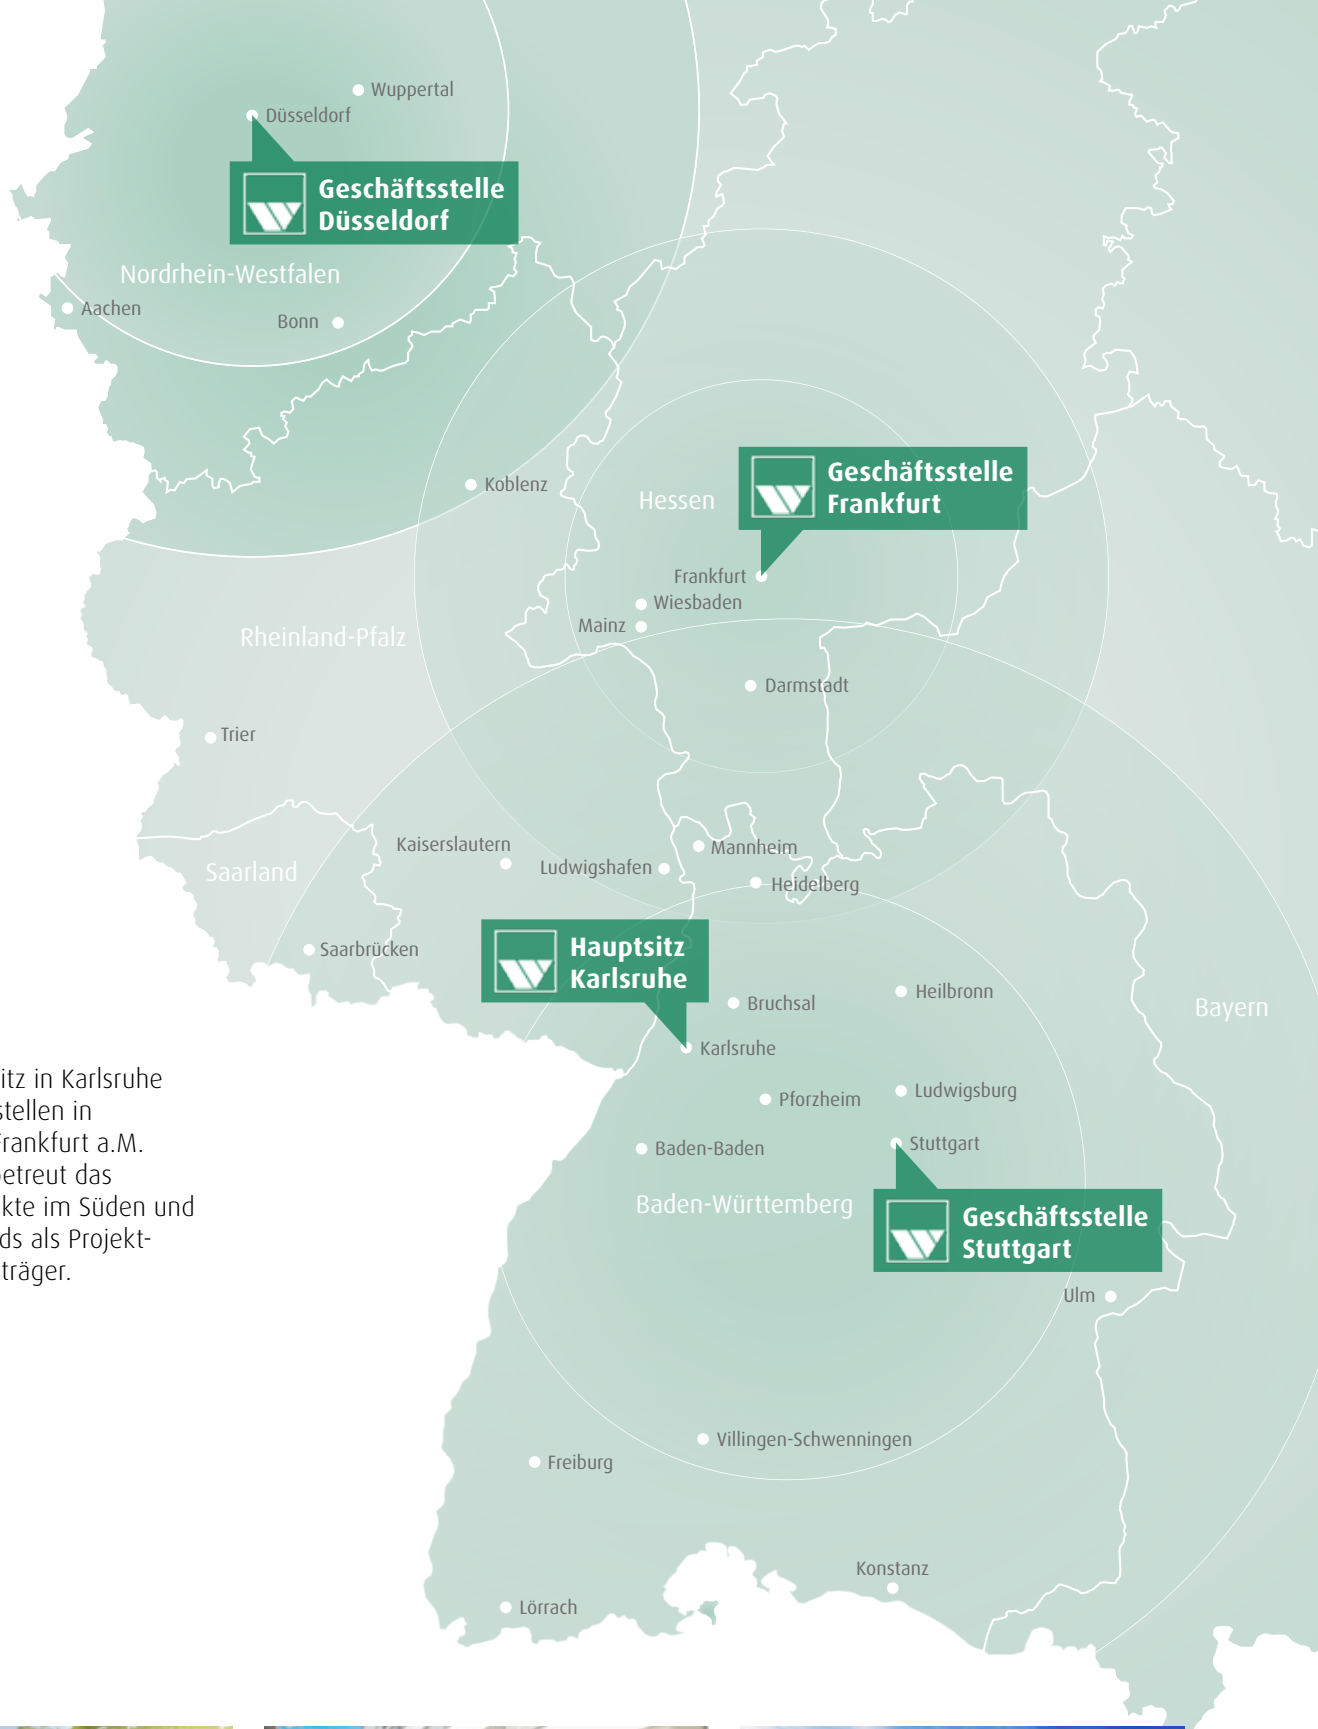 Wuppertal
Düsseldorf
Geschäftsstelle
Düsseldorf
Nordrhein-Westfalen
Aachen
Bonn
Koblenz
Hessen
Geschäftsstelle
Frankfurt
Frankfurt
Wiesbaden
Mainz
Rheinland-Pfalz
Darmstadt
Trier
Kaiserslautern
Mannheim
Ludwigshafen
Saarland
Heidelberg
Saarbrücken
Hauptsitz
Karlsruhe
Heilbronn
Bruchsal
Bayern
Karlsruhe
itz in Karlsruhe
stellen in
Frankfurt a.M.
betreut das
kte im Süden und
ds als Projekt-
träger.
Ludwigsburg
Pforzheim
Stuttgart
Baden-Baden
Baden-Württemberg
Geschäftsstelle
Stuttgart
Ulm
Villingen-Schwenningen
Freiburg
Konstanz
Lörrach